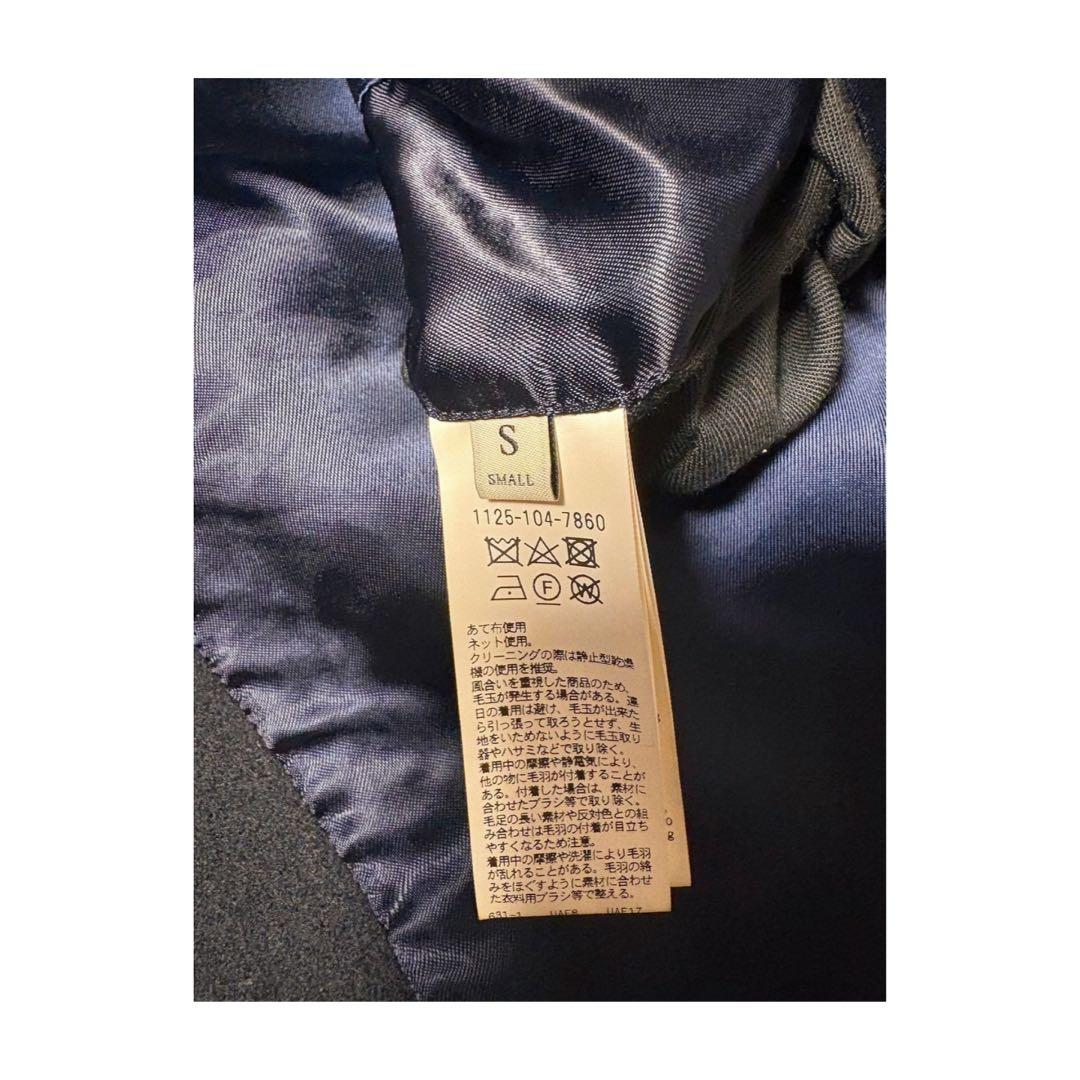 S
SMALL
1125-104-7860
F
W
あて布使用
ネット使用。
クリーニングの際は静止型乾燥
機の使用を推奨。
風合いを重視した商品のため、
毛玉が発生する場合がある。連
日の着用は避け、毛玉が出来た
ら引っ張って取ろうとせず、生
地をいためないように毛玉取り
器やハサミなどで取り除く。
着用中の摩擦や静電気により、
他の物に毛羽が付着することが
ある。付着した場合は、素材に
合わせたブラシ等で取り除く。
毛足の長い素材や反対色との組
み合わせは毛羽の付着が目立ち
やすくなるため注意。
着用中の摩擦や洗濯により毛羽
が乱れることがある。毛羽の絡
みをほぐすように素材に合わせ
た衣料用ブラシ等で整える。
631-1 UAE8 UAE17